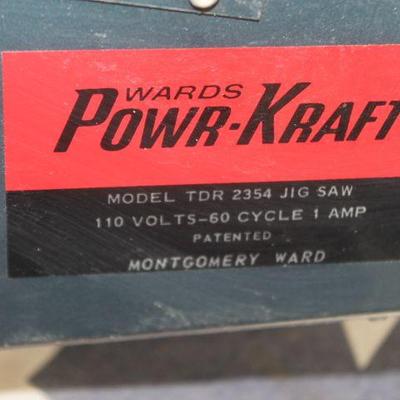 WARDS
POWR-KRAFT
MODEL TDR 2354 JIG SAW
110 VOLTS-60 CYCLE 1 AMP
PATENTED
MONTGOMERY WARD